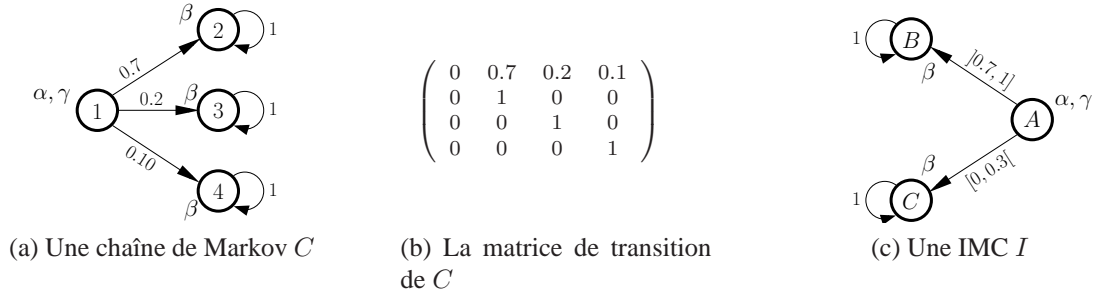 β
2
1
0.7
α, γ
1
0.2
β
3
1
0.10
4
β
1
(a) Une chaîne de Markov C
0 0.7 0.2 0.1
0 1 0 0
0 0 1 0
0 0 0 1
(b) La matrice de transition
de C
1
B
β
]0.7, 1]
α, γ
A
β
[0, 0.3[
1
C
(c) Une IMC I